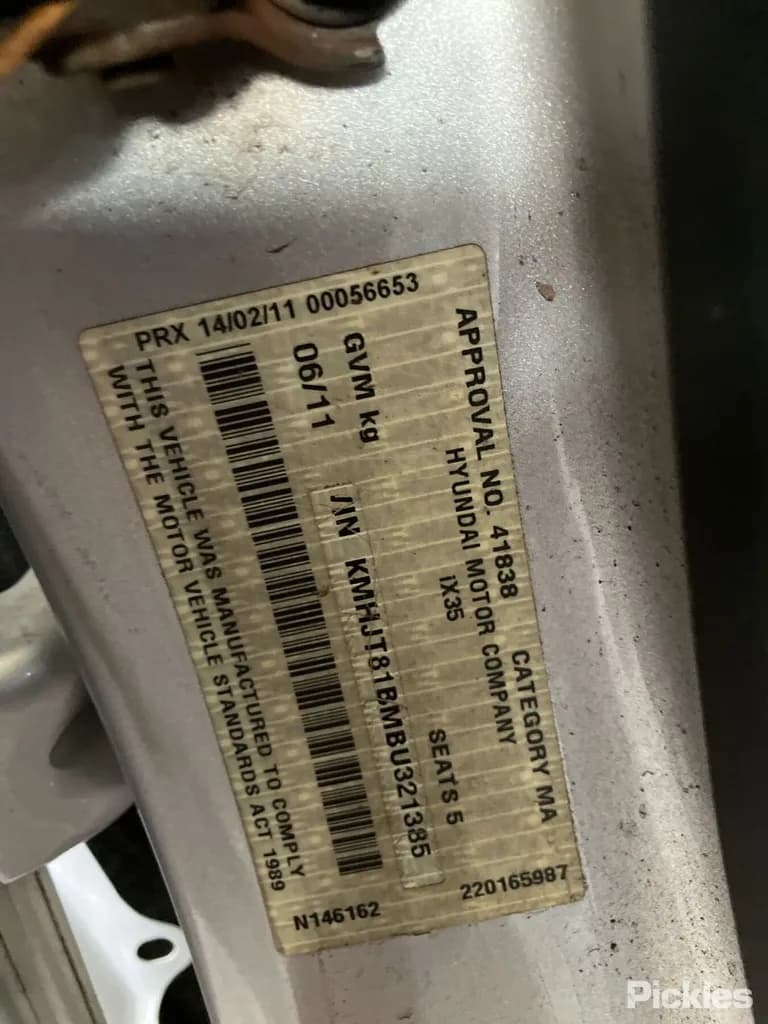 APPROVAL NO. 41838 CATEGORY MA
HYUNDAI MOTOR COMPANY
IX35
GVM kg SEATS 5
06/11 VIN KMHJT81BMBU321385
THIS VEHICLE WAS MANUFACTURED TO COMPLY
WITH THE MOTOR VEHICLE STANDARDS ACT 1989
PRX 14/02/11 00056653
N146162
220165987
Pickles